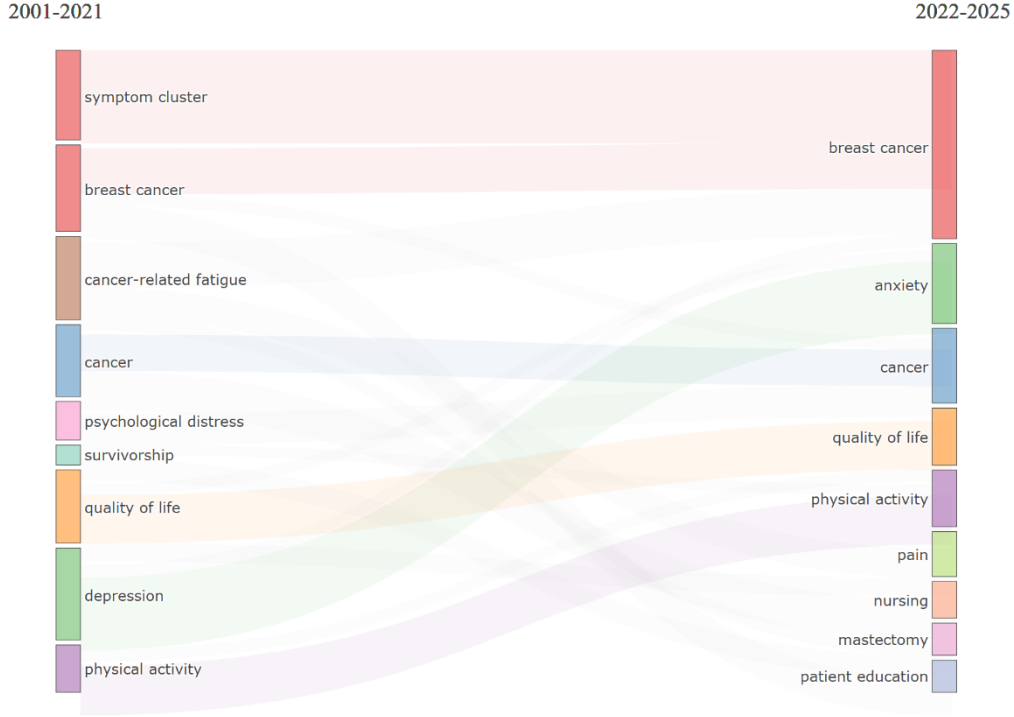 2001-2021
2022-2025
symptom cluster
breast cancer
cancer-related fatigue
cancer
psychological distress
survivorship
quality of life
depression
physical activity
breast cancer
anxiety
cancer
quality of life
physical activity
pain
nursing
mastectomy
patient education